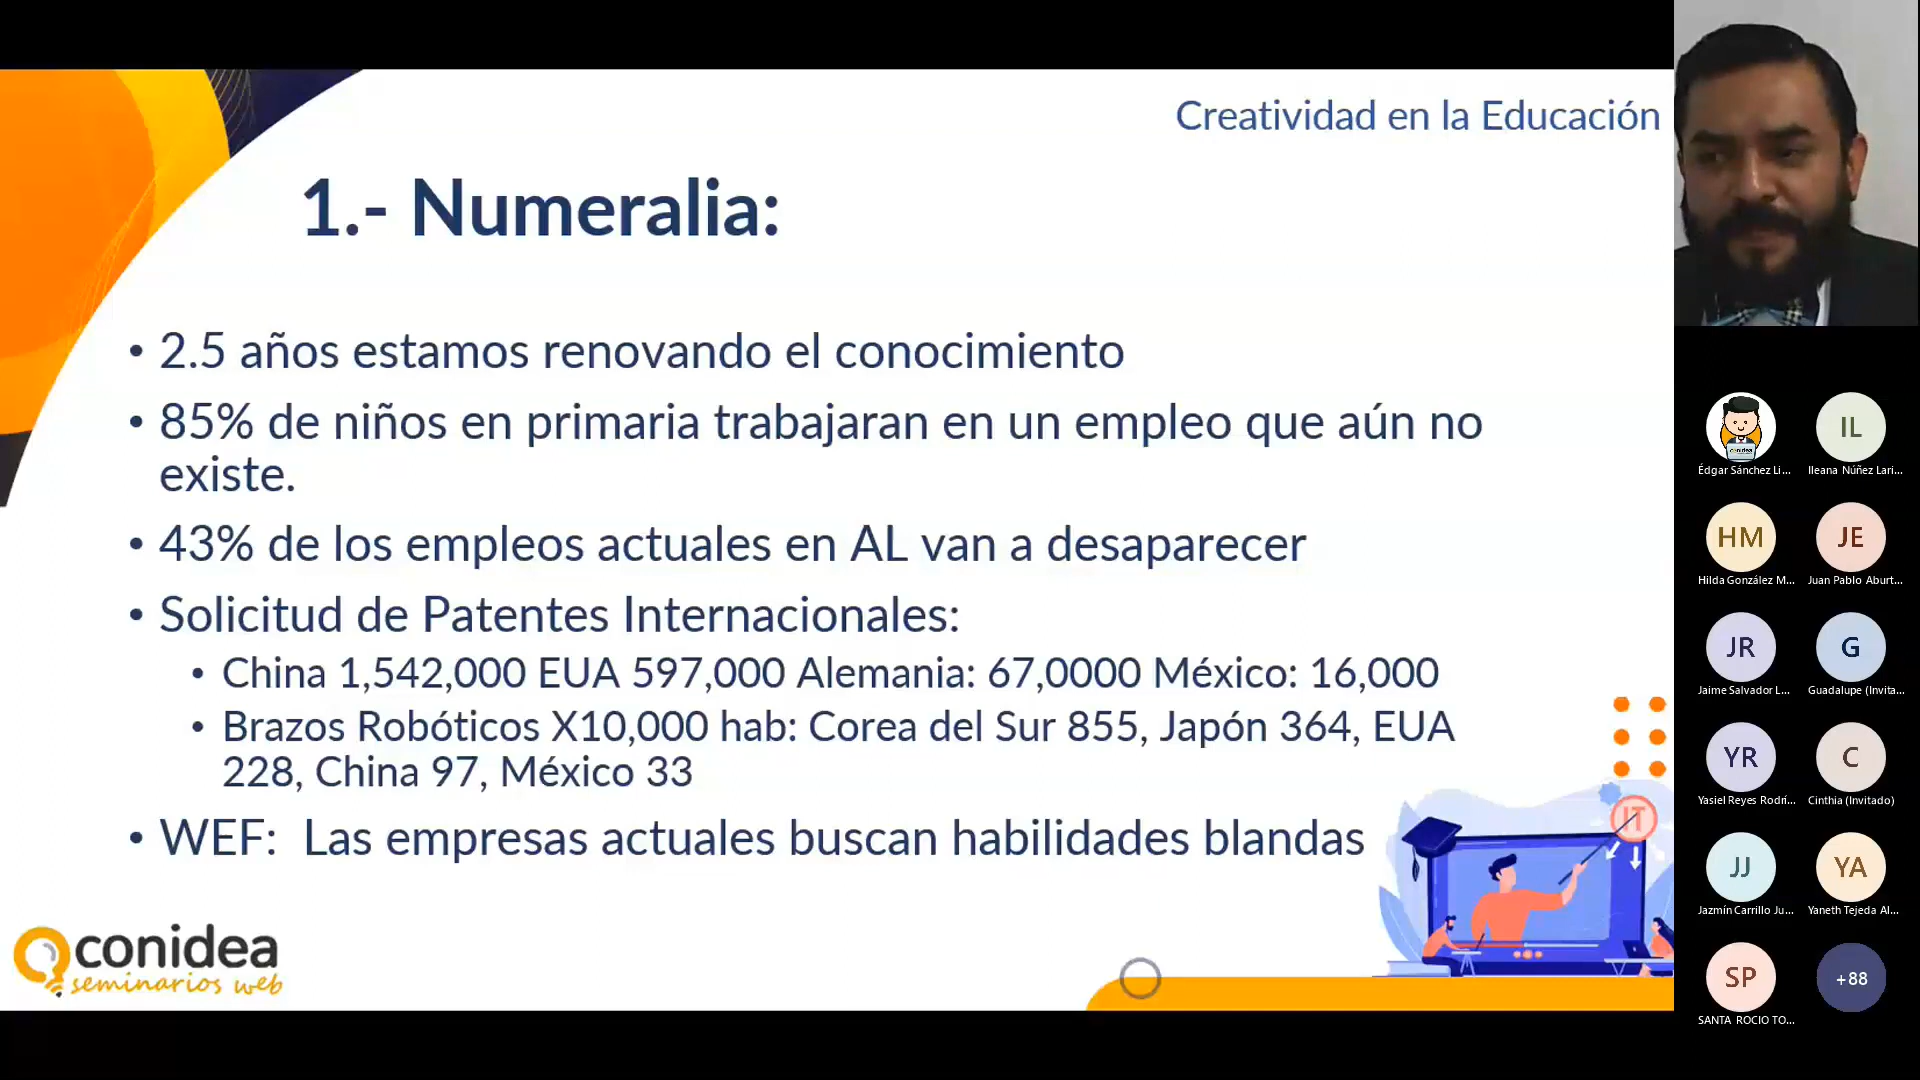 Creatividad en la Educación
1.- Numeralia:
• 2.5 años estamos renovando el conocimiento
• 85% de niños en primaria trabajaran en un empleo que aún no
existe.
• 43% de los empleos actuales en AL van a desaparecer
• Solicitud de Patentes Internacionales:
• China 1,542,000 EUA 597,000 Alemania: 67,0000 México: 16,000
• Brazos Robóticos X10,000 hab: Corea del Sur 855, Japón 364, EUA
228, China 97, México 33
• WEF: Las empresas actuales buscan habilidades blandas
IT
conidea
seminarios web
conidea
Édgar Sánchez Li...
IL
Ileana Núñez Lari...
HM
Hilda González M...
JE
Juan Pablo Aburt...
JR
Jaime Salvador L...
G
Guadalupe (Invita...
YR
Yasiel Reyes Rodrí...
C
Cinthia (Invitado)
JJ
Jazmín Carrillo Ju...
YA
Yaneth Tejeda Al...
SP
SANTA ROCIO TO...
+88